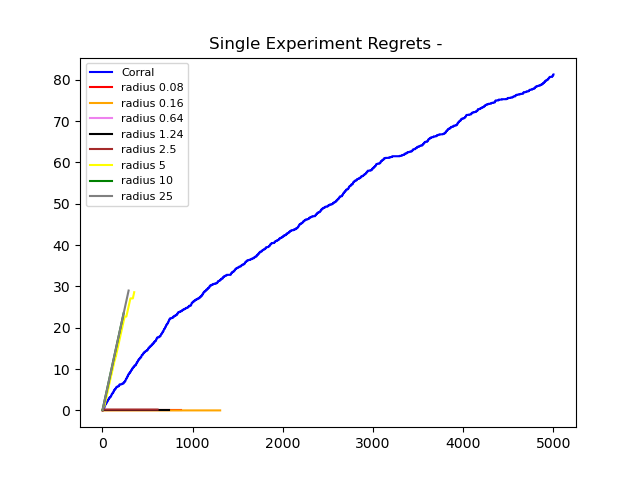 Single Experiment Regrets -
Corral
radius 0.08
radius 0.16
radius 0.64
radius 1.24
radius 2.5
radius 5
radius 10
radius 25
80
70
60
50
40
30
20
10
0
0 1000 2000 3000 4000 5000